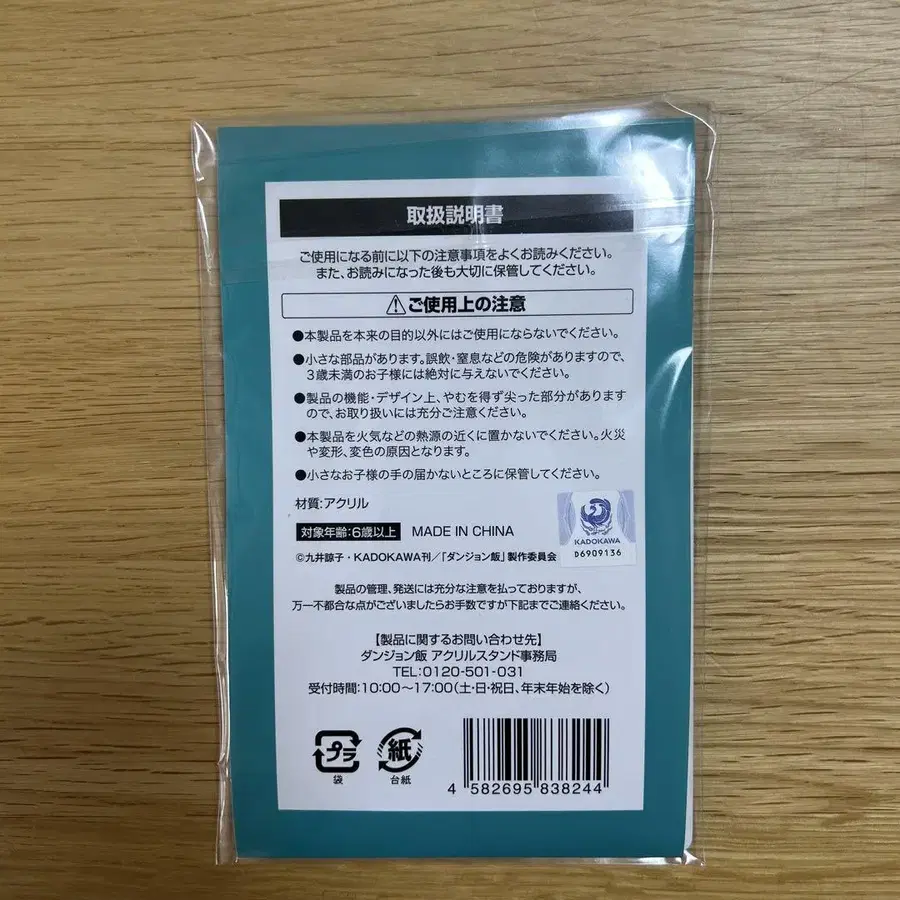 取扱説明書
ご使用になる前に以下の注意事項をよくお読みください。
また、お読みになった後も大切に保管してください。
⚠ご使用上の注意
●本製品を本来の目的以外にはご使用にならないでください。
●小さな部品があります。誤飲・窒息などの危険がありますので、
3歳未満のお子様には絶対に与えないでください。
●製品の機能・デザイン上、やむを得ず尖った部分があります
ので、お取り扱いには充分ご注意ください。
●本製品を火気などの熱源の近くに置かないでください。火災
や変形、変色の原因となります。
●小さなお子様の手の届かないところに保管してください。
材質:アクリル
対象年齢:6歳以上 MADE IN CHINA
©九井諒子・KADOKAWA刊/「ダンジョン飯」製作委員会
KADOKAWA
D6909136
製品の管理、発送には充分な注意を払っておりますが、
万一不都合な点がございましたらお手数ですが下記までご連絡ください。
【製品に関するお問い合わせ先】
ダンジョン飯 アクリルスタンド事務局
TEL:0120-501-031
受付時間:10:00～17:00(土・日・祝日、年末年始を除く)
プラ
袋
紙
台紙
4 582695 838244